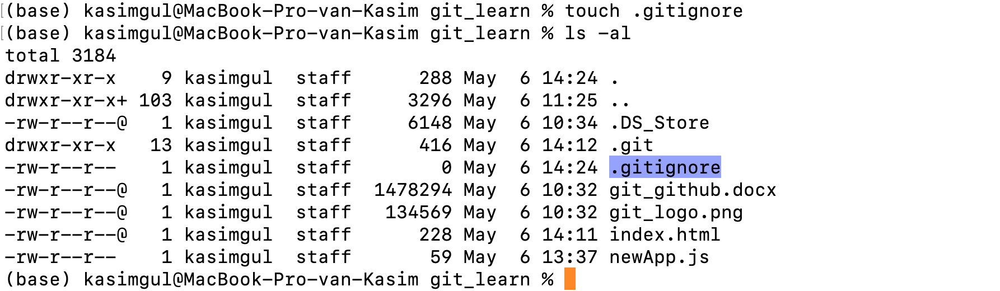 (base) kasimgul@MacBook-Pro-van-Kasim git_learn % touch .gitignore
(base) kasimgul@MacBook-Pro-van-Kasim git_learn % ls -al
total 3184
drwxr-xr-x    9 kasimgul  staff      288 May  6 14:24 .
drwxr-xr-x+ 103 kasimgul  staff     3296 May  6 11:25 ..
-rw-r--r--@   1 kasimgul  staff     6148 May  6 10:34 .DS_Store
drwxr-xr-x   13 kasimgul  staff      416 May  6 14:12 .git
-rw-r--r--    1 kasimgul  staff        0 May  6 14:24 .gitignore
-rw-r--r--@   1 kasimgul  staff  1478294 May  6 10:32 git_github.docx
-rw-r--r--@   1 kasimgul  staff   134569 May  6 10:32 git_logo.png
-rw-r--r--@   1 kasimgul  staff      228 May  6 14:11 index.html
-rw-r--r--    1 kasimgul  staff       59 May  6 13:37 newApp.js
(base) kasimgul@MacBook-Pro-van-Kasim git_learn %